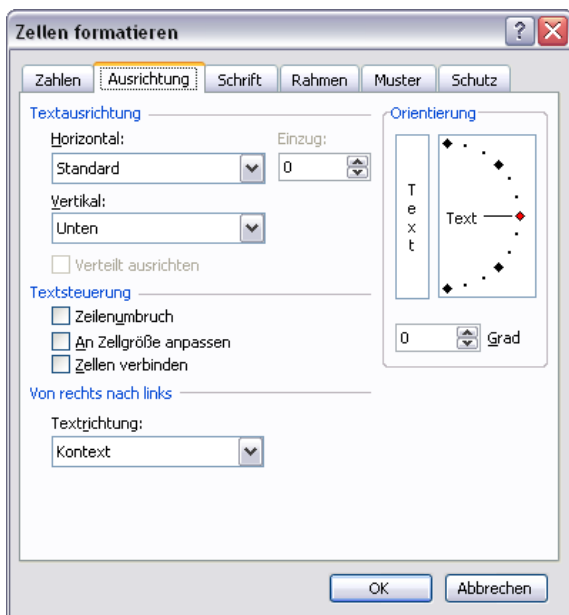 Zellen formatieren
Zahlen Ausrichtung Schrift Rahmen Muster Schutz
Textausrichtung
Horizontal: Einzug:
Standard 0
Vertikal:
Unten
Verteilt ausrichten
Textsteuerung
Zeilenumbruch
An Zellgröße anpassen
Zellen verbinden
Von rechts nach links
Textrichtung:
Kontext
Orientierung
Text
Text
0 Grad
OK Abbrechen